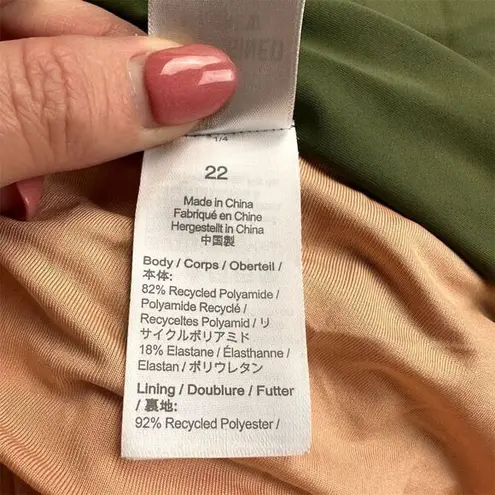 1/4
22
Made in China
Fabriqué en Chine
Hergestellt in China
中国製
Body / Corps / Oberteil /
本体:
82% Recycled Polyamide /
Polyamide Recyclé /
Recyceltes Polyamid / リ
サイクルポリアミド
18% Elastane / Élasthanne /
Elastan / ポリウレタン
Lining / Doublure / Futter
/ 裏地:
92% Recycled Polyester /